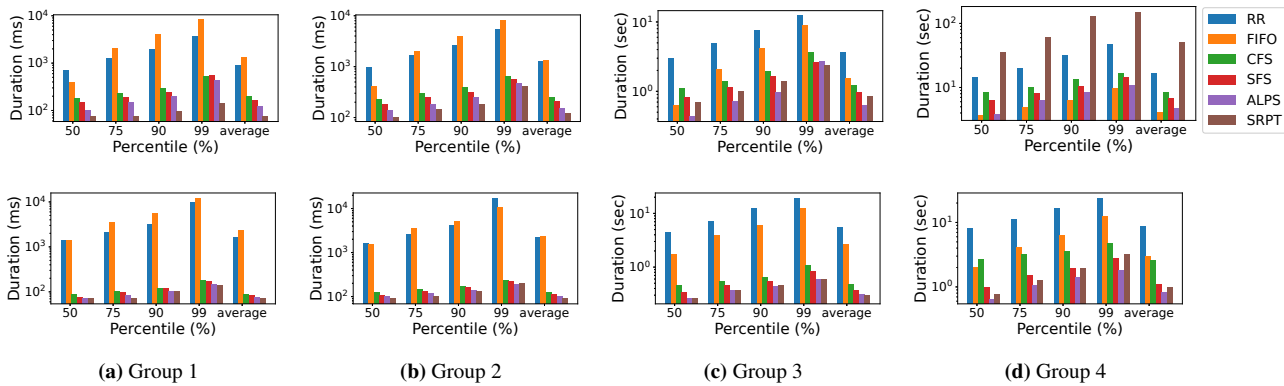 Duration (ms)
10⁴
10³
10²
50 75 90 99 average
Percentile (%)
Duration (ms)
10⁴
10³
10²
50 75 90 99 average
Percentile (%)
Duration (sec)
10¹
10⁰
50 75 90 99 average
Percentile (%)
Duration (sec)
10²
10¹
50 75 90 99 average
Percentile (%)
RR
FIFO
CFS
SFS
ALPS
SRPT
Duration (ms)
10⁴
10³
10²
50 75 90 99 average
Percentile (%)
Duration (ms)
10⁴
10³
10²
50 75 90 99 average
Percentile (%)
Duration (sec)
10¹
10⁰
50 75 90 99 average
Percentile (%)
Duration (sec)
10¹
10⁰
50 75 90 99 average
Percentile (%)
(a) Group 1
(b) Group 2
(c) Group 3
(d) Group 4